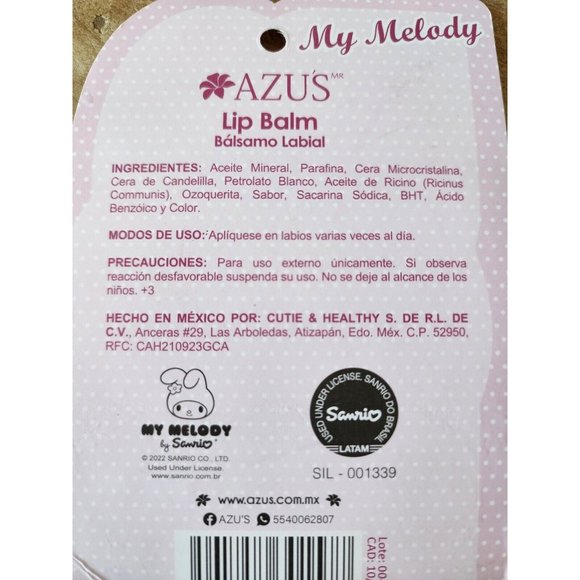 My Melody
AZU'S MR
Lip Balm
Bálsamo Labial
INGREDIENTES: Aceite Mineral, Parafina, Cera Microcristalina,
Cera de Candelilla, Petrolato Blanco, Aceite de Ricino (Ricinus
Communis), Ozoquerita, Sabor, Sacarina Sódica, BHT, Ácido
Benzóico y Color.
MODOS DE USO: Aplíquese en labios varias veces al día.
PRECAUCIONES: Para uso externo únicamente. Si observa
reacción desfavorable suspenda su uso. No se deje al alcance de los
niños. +3
HECHO EN MÉXICO POR: CUTIE & HEALTHY S. DE R.L. DE
C.V., Anceras #29, Las Arboledas, Atizapán, Edo. Méx. C.P. 52950,
RFC: CAH210923GCA
MY MELODY
by Sanrio
© 2022 SANRIO CO., LTD.
Used Under License.
www.sanrio.com.br
USED UNDER LICENSE. SANRIO DO BRASIL
Sanrio
LATAM
SIL - 001339
www.azus.com.mx
AZU'S 5540062807
Lote: 00
CAD: 10